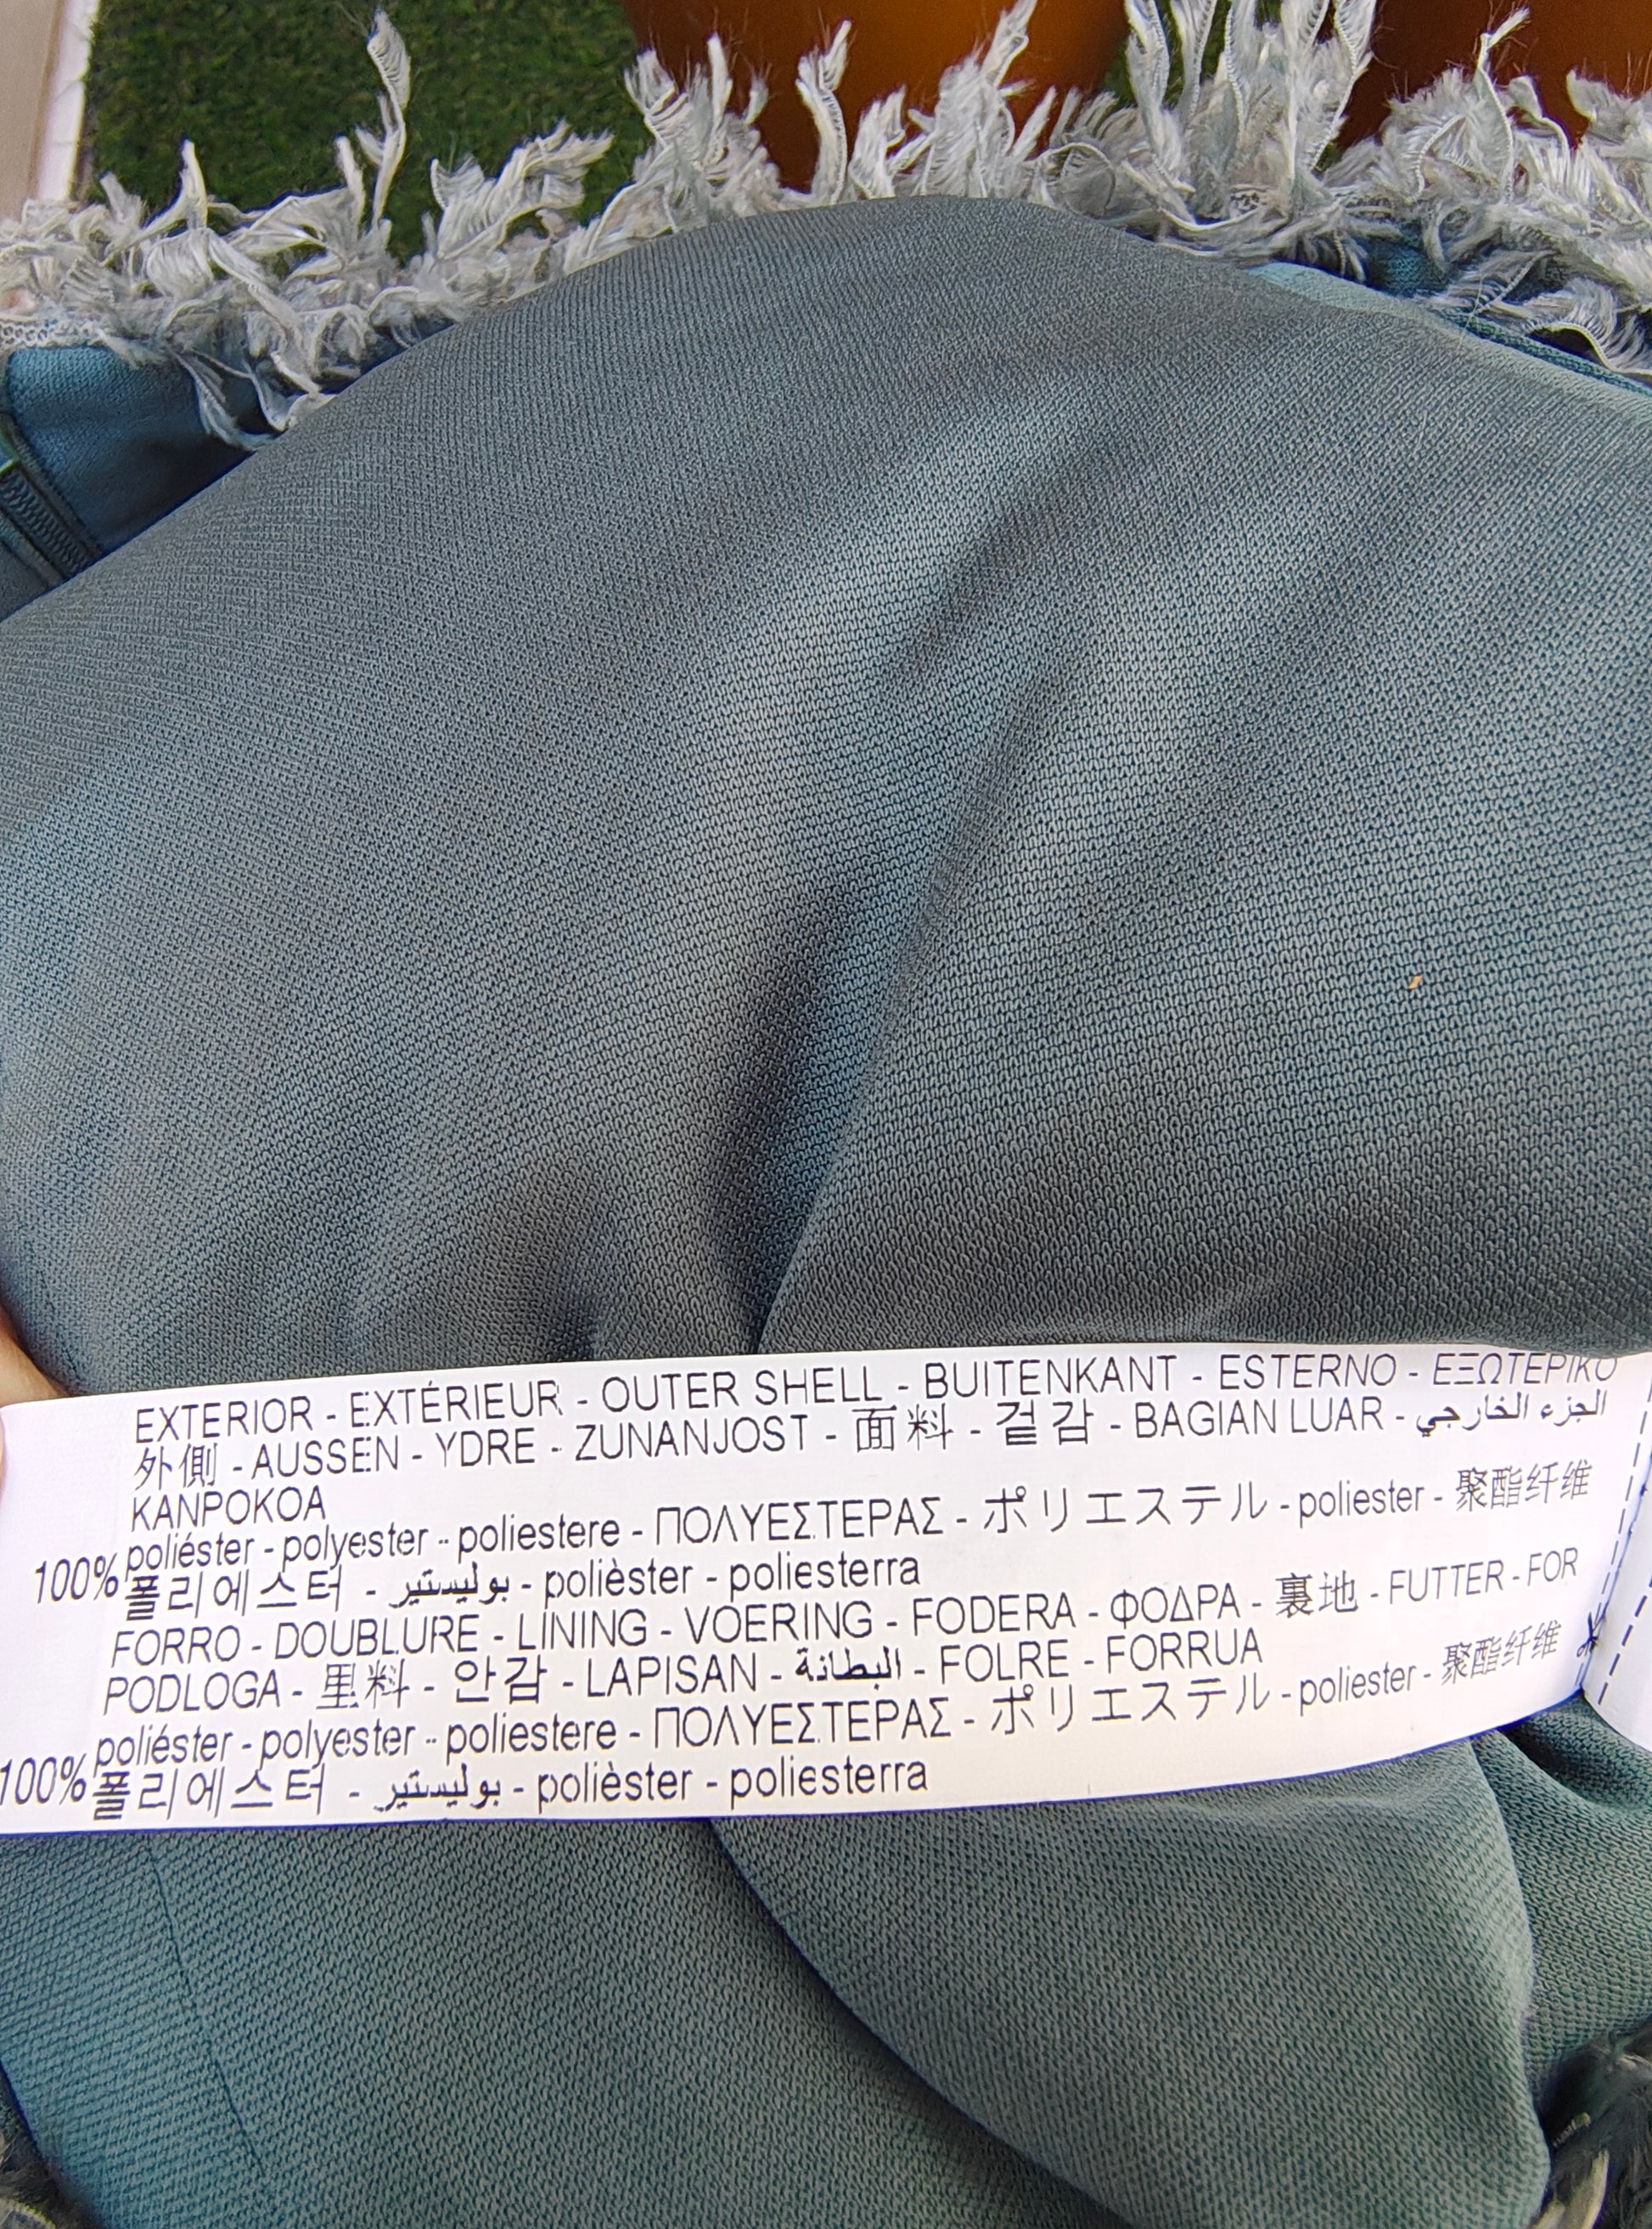 EXTERIOR - EXTÉRIEUR - OUTER SHELL - BUITENKANT - ESTERNO - ΕΞΩΤΕΡΙΚΟ
外側 - AUSSEN - YDRE - ZUNANJOST - 面料 - 겉감 - BAGIAN LUAR - الجزء الخارجي
KANPOKOA
100% poliéster - polyester - poliestere - ΠΟΛΥΕΣΤΕΡΑΣ - ポリエステル - poliester - 聚酯纤维
폴리에스터 - بوليستير - polièster - poliesterra
FORRO - DOUBLURE - LINING - VOERING - FODERA - ΦΟΔΡΑ - 裏地 - FUTTER - FOR
PODLOGA - 里料 - 안감 - LAPISAN - البطانة - FOLRE - FORRUA
100% poliéster - polyester - poliestere - ΠΟΛΥΕΣΤΕΡΑΣ - ポリエステル - poliester - 聚酯纤维
폴리에스터 - بوليستير - polièster - poliesterra